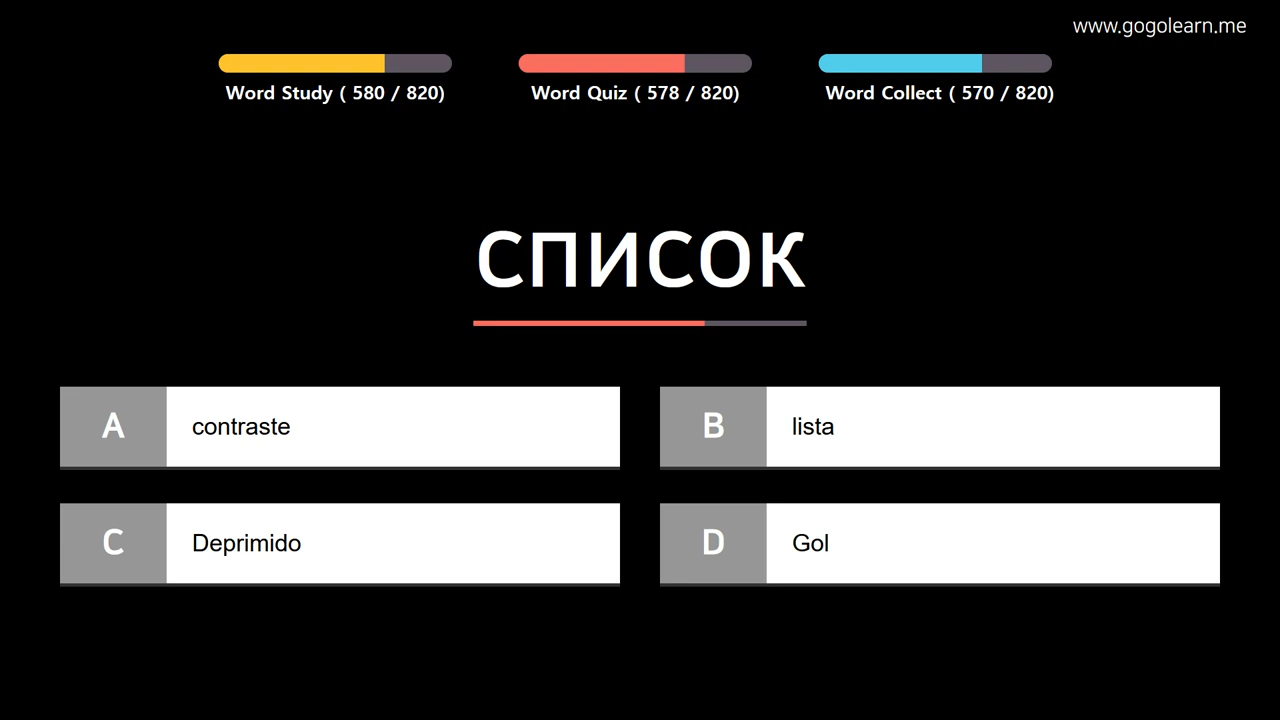 www.gogolearn.me
Word Study ( 580 / 820)
Word Quiz ( 578 / 820)
Word Collect ( 570 / 820)
список
A
contraste
B
lista
C
Deprimido
D
Gol